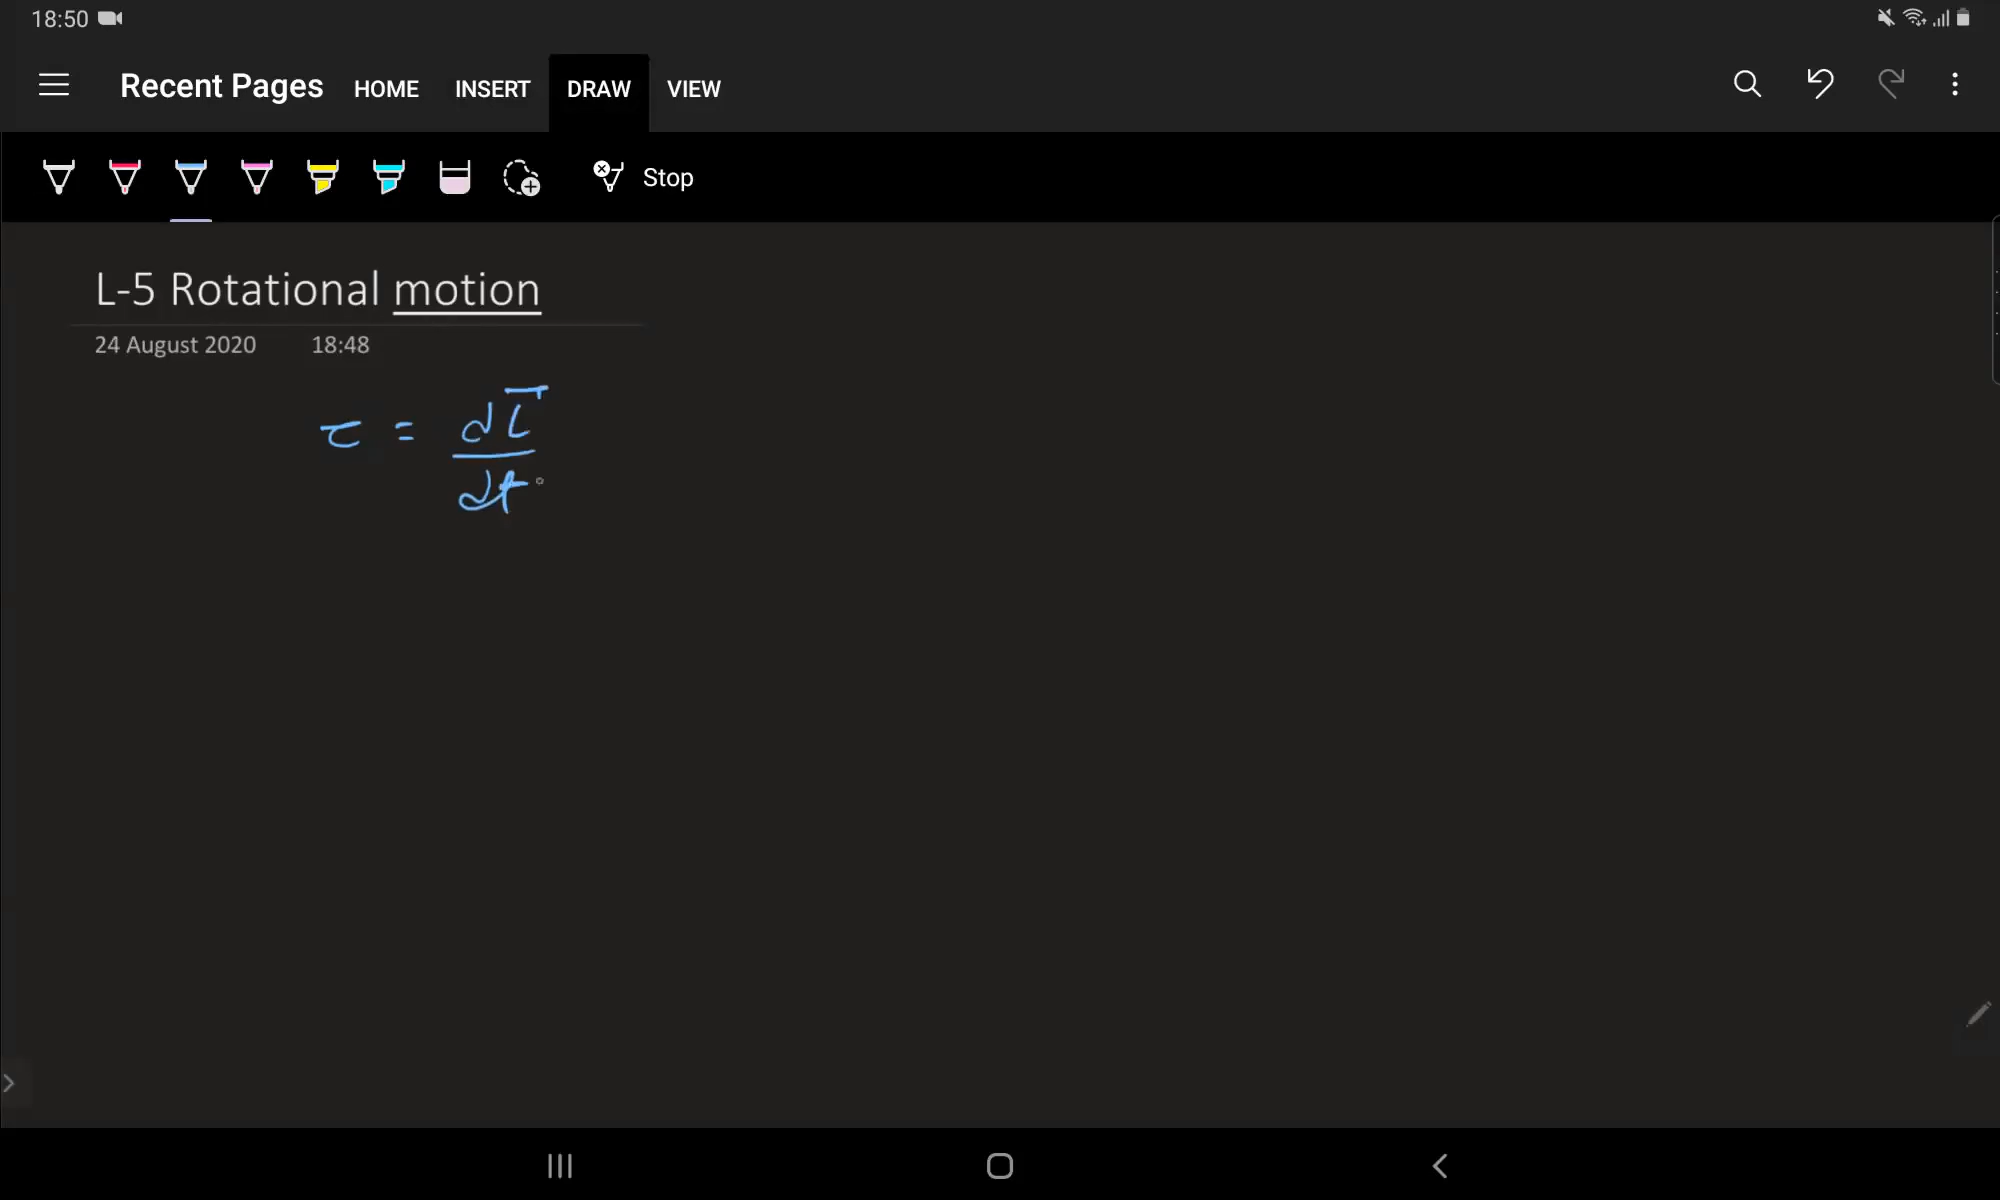 18:50
Recent Pages HOME INSERT DRAW VIEW
Stop
L-5 Rotational motion
24 August 2020 18:48
τ = dL⃗/dt